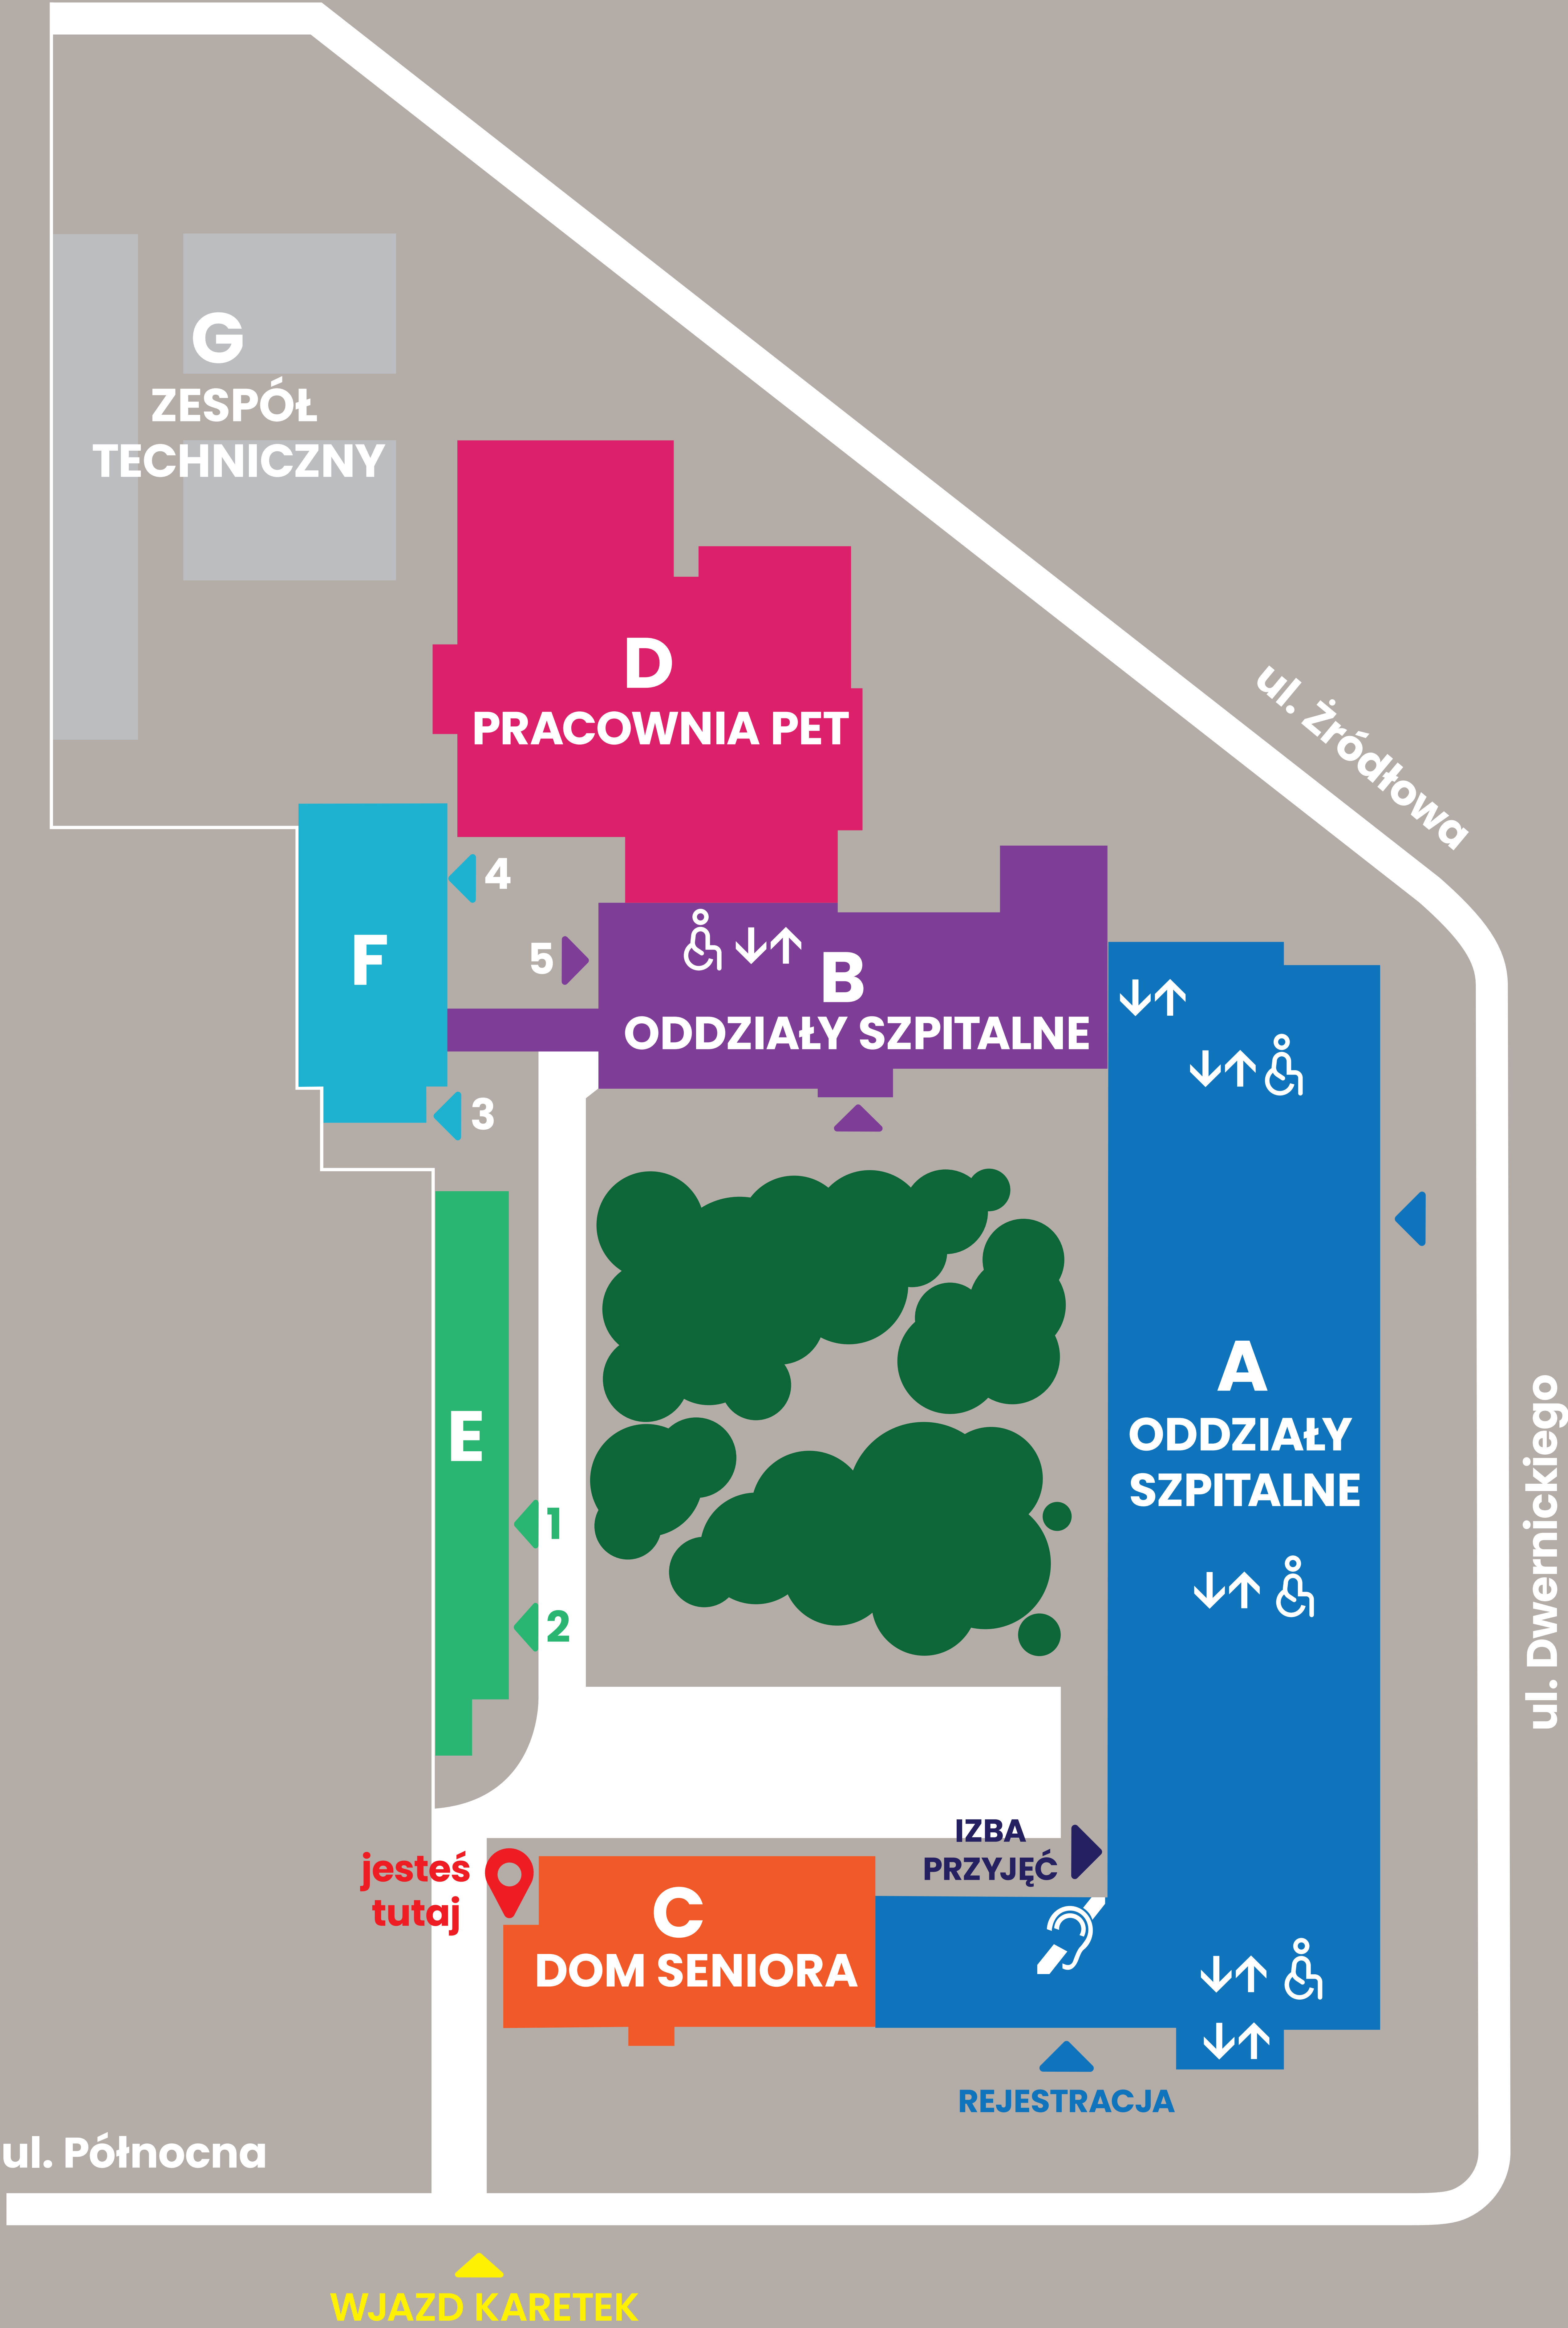 G
ZESPÓŁ
TECHNICZNY
D
PRACOWNIA PET
ul. Źródłowa
4
F
5
B
ODDZIAŁY SZPITALNE
3
A
ODDZIAŁY
SZPITALNE
ul. Dwernickiego
E
1
2
IZBA
PRZYJĘĆ
jesteś
tutaj
C
DOM SENIORA
REJESTRACJA
ul. Północna
WJAZD KARETEK